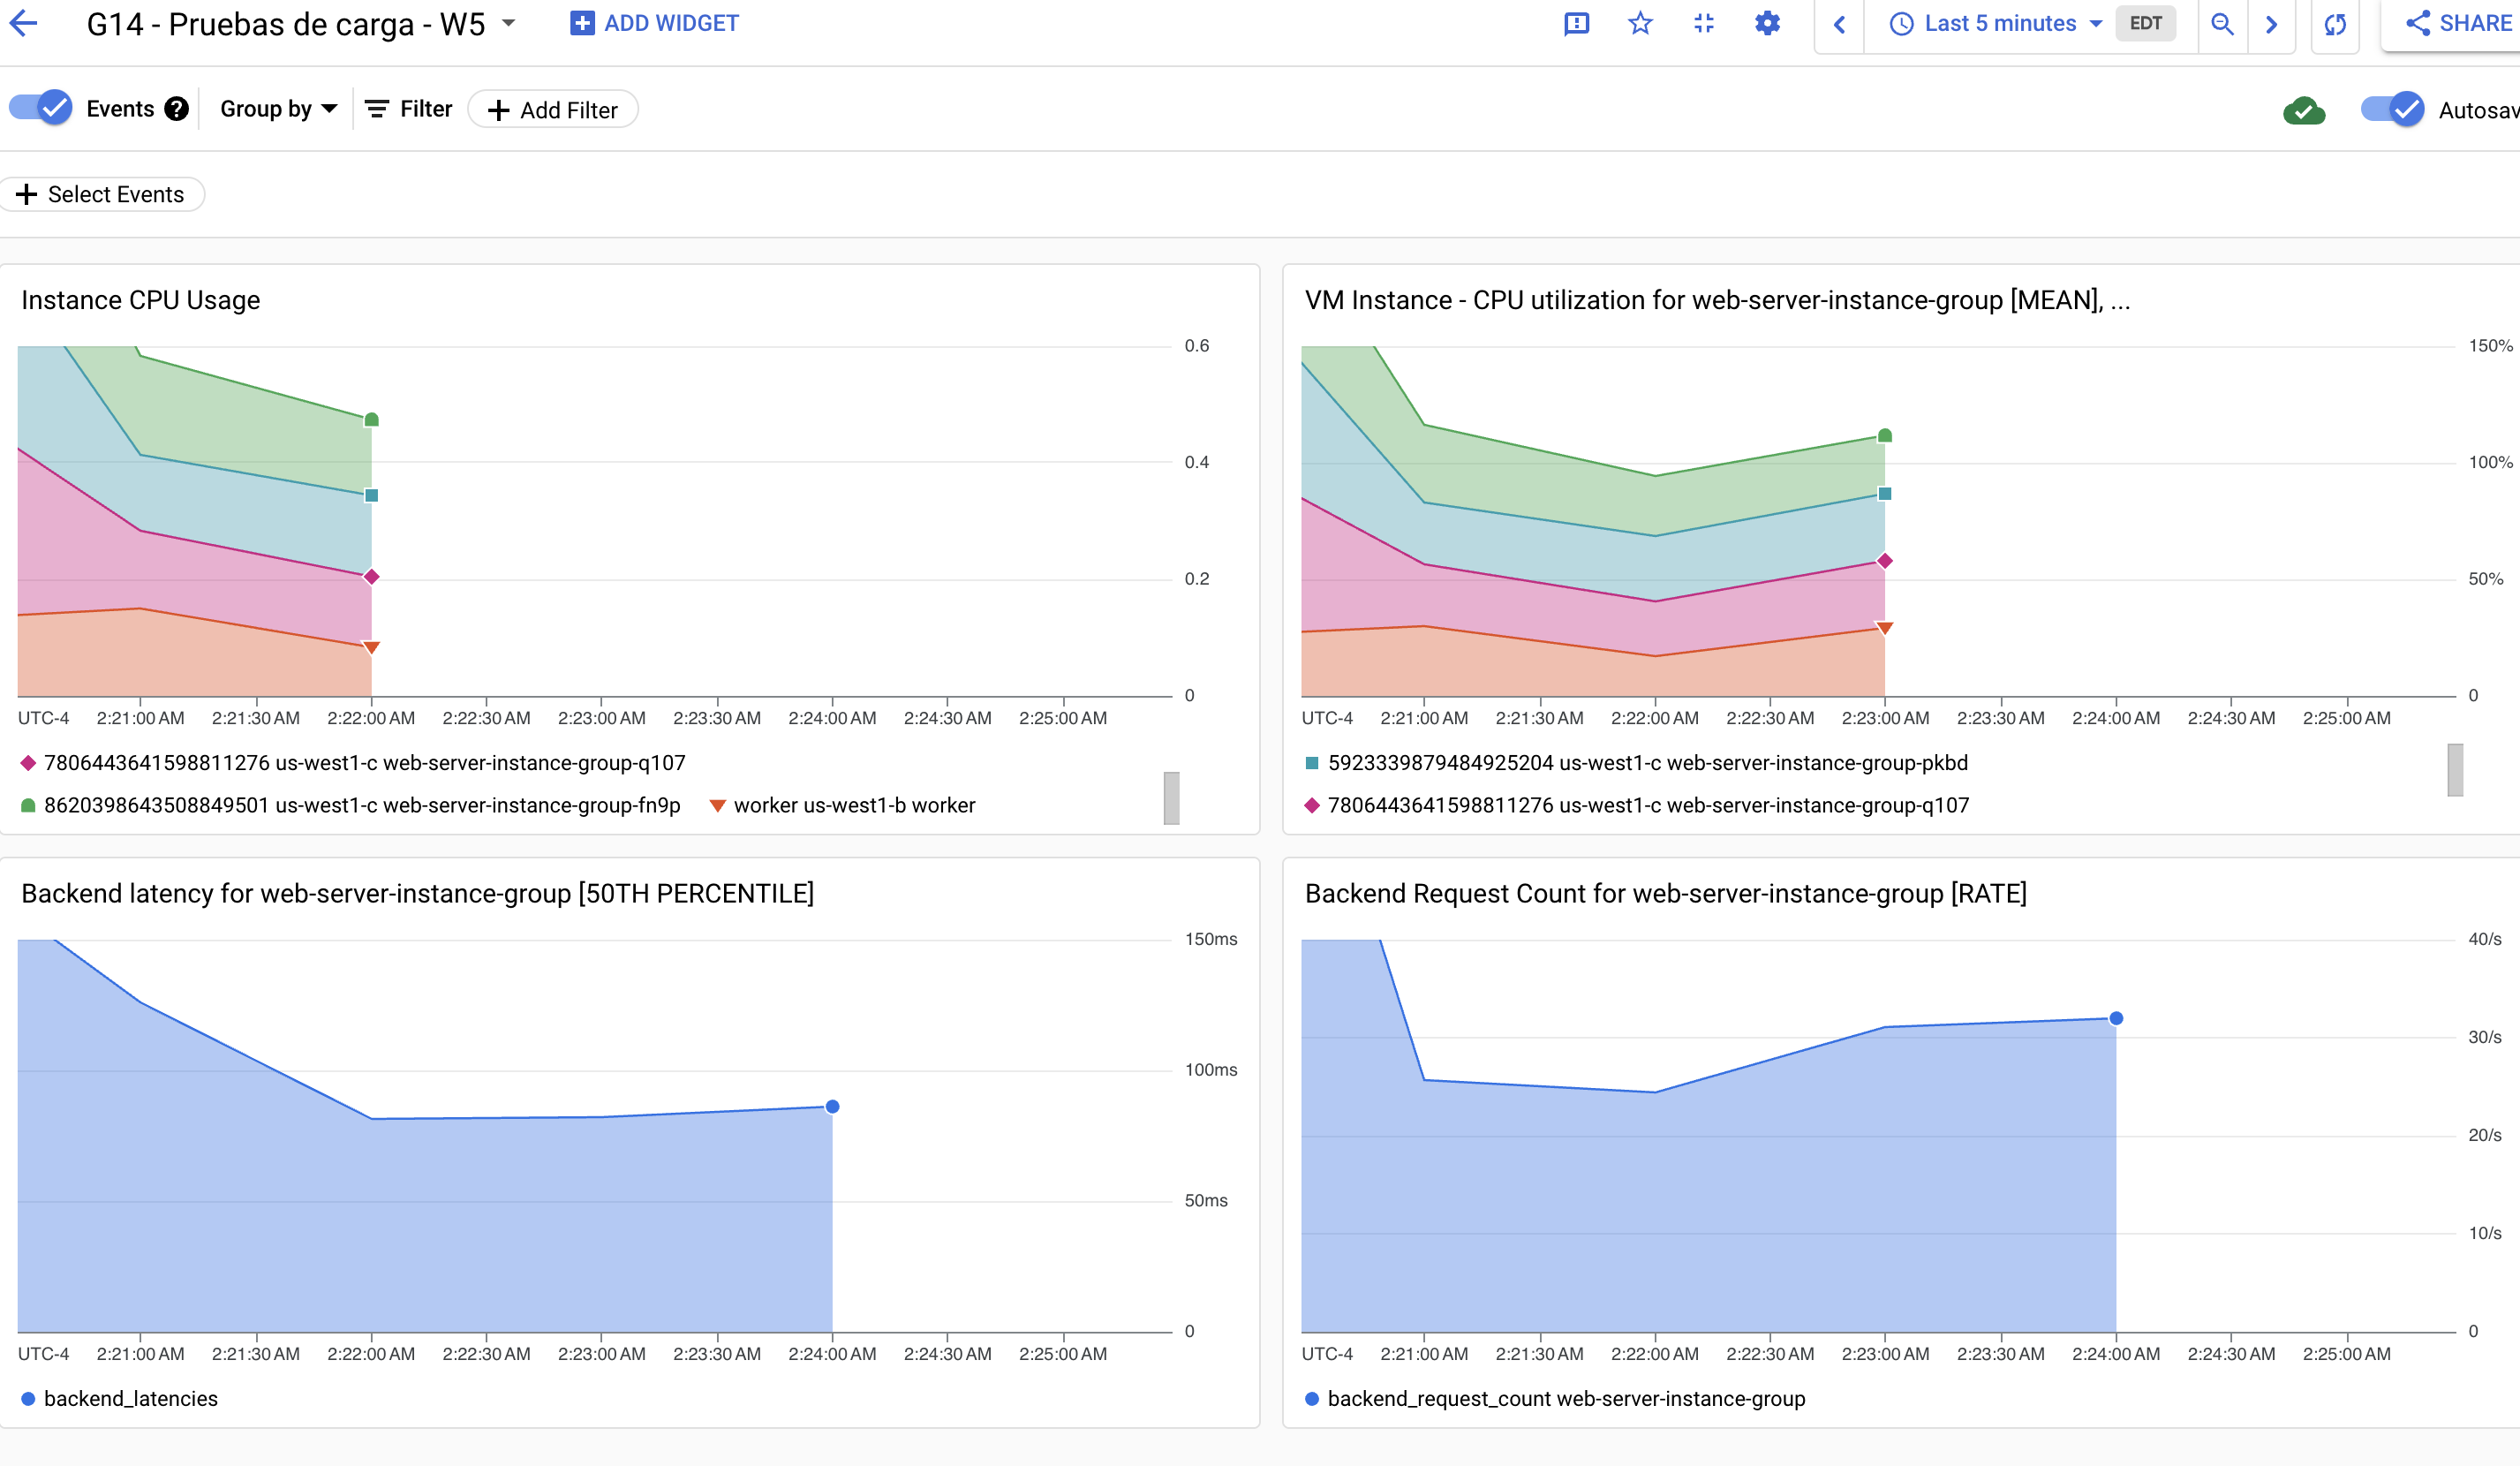 G14 - Pruebas de carga - W5 ADD WIDGET Last 5 minutes EDT SHARE
Events Group by Filter Add Filter Autosav
Select Events
Instance CPU Usage
0.6
0.4
0.2
0
UTC-4 2:21:00 AM 2:21:30 AM 2:22:00 AM 2:22:30 AM 2:23:00 AM 2:23:30 AM 2:24:00 AM 2:24:30 AM 2:25:00 AM
7806443641598811276 us-west1-c web-server-instance-group-q107
8620398643508849501 us-west1-c web-server-instance-group-fn9p worker us-west1-b worker
VM Instance - CPU utilization for web-server-instance-group [MEAN], ...
150%
100%
50%
0
UTC-4 2:21:00 AM 2:21:30 AM 2:22:00 AM 2:22:30 AM 2:23:00 AM 2:23:30 AM 2:24:00 AM 2:24:30 AM 2:25:00 AM
5923339879484925204 us-west1-c web-server-instance-group-pkbd
7806443641598811276 us-west1-c web-server-instance-group-q107
Backend latency for web-server-instance-group [50TH PERCENTILE]
150ms
100ms
50ms
0
UTC-4 2:21:00 AM 2:21:30 AM 2:22:00 AM 2:22:30 AM 2:23:00 AM 2:23:30 AM 2:24:00 AM 2:24:30 AM 2:25:00 AM
backend_latencies
Backend Request Count for web-server-instance-group [RATE]
40/s
30/s
20/s
10/s
0
UTC-4 2:21:00 AM 2:21:30 AM 2:22:00 AM 2:22:30 AM 2:23:00 AM 2:23:30 AM 2:24:00 AM 2:24:30 AM 2:25:00 AM
backend_request_count web-server-instance-group